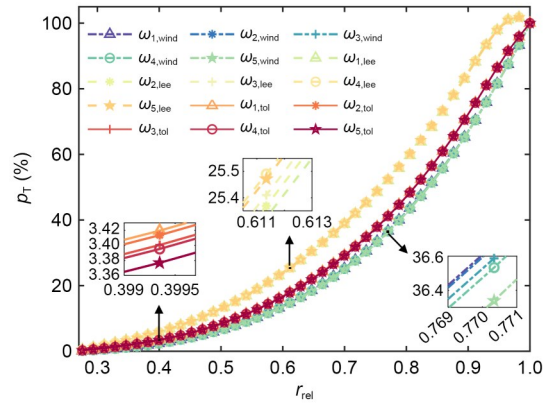 ω1,wind ω2,wind ω3,wind
ω4,wind ω5,wind ω1,lee
ω2,lee ω3,lee ω4,lee
ω5,lee ω1,tol ω2,tol
ω3,tol ω4,tol ω5,tol
100
80
60
40
20
0
pT (%)
25.5
25.4
0.611 0.613
3.42
3.40
3.38
3.36
0.399 0.3995
36.6
36.4
0.769 0.770 0.771
0.3 0.4 0.5 0.6 0.7 0.8 0.9 1.0
rrel